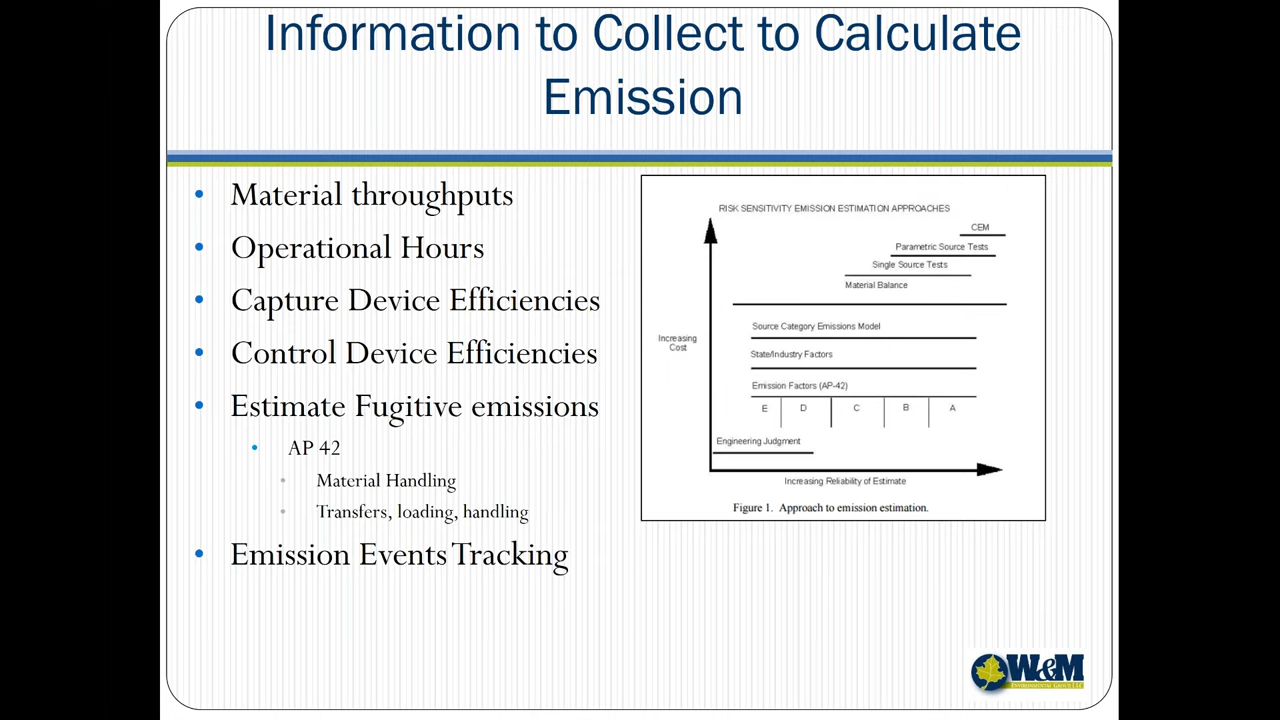 Information to Collect to Calculate
Emission
• Material throughputs
• Operational Hours
• Capture Device Efficiencies
• Control Device Efficiencies
• Estimate Fugitive emissions
• AP 42
• Material Handling
• Transfers, loading, handling
• Emission Events Tracking
RISK SENSITIVITY EMISSION ESTIMATION APPROACHES
CEM
Parametric Source Tests
Single Source Tests
Material Balance
Source Category Emissions Model
Increasing
Cost
State/Industry Factors
Emission Factors (AP-42)
E D C B A
Engineering Judgment
Increasing Reliability of Estimate
Figure 1. Approach to emission estimation.
W&M
ENVIRONMENTAL GROUP, LLC